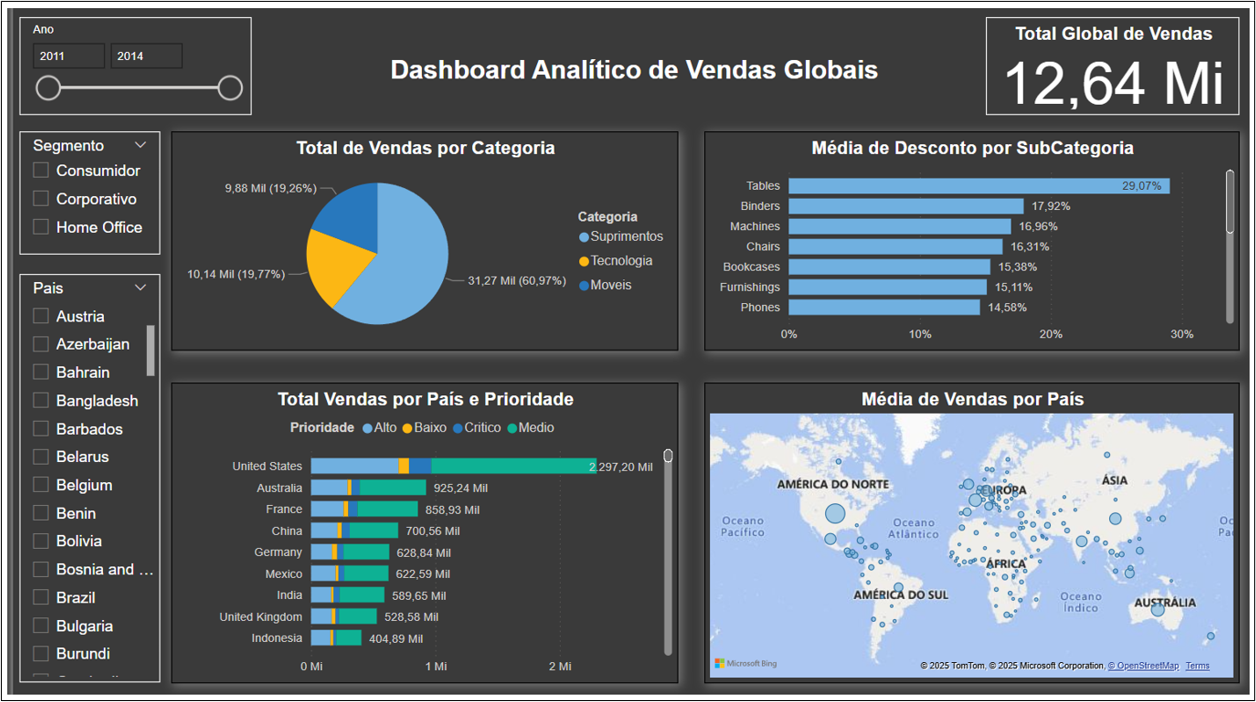 Ano
2011 2014
Dashboard Analítico de Vendas Globais
Total Global de Vendas
12,64 Mi
Segmento
Consumidor
Corporativo
Home Office
Pais
Austria
Azerbaijan
Bahrain
Bangladesh
Barbados
Belarus
Belgium
Benin
Bolivia
Bosnia and ...
Brazil
Bulgaria
Burundi
Total de Vendas por Categoria
9,88 Mil (19,26%)
10,14 Mil (19,77%)
31,27 Mil (60,97%)
Categoria
Suprimentos
Tecnologia
Moveis
Média de Desconto por SubCategoria
Tables 29,07%
Binders 17,92%
Machines 16,96%
Chairs 16,31%
Bookcases 15,38%
Furnishings 15,11%
Phones 14,58%
0% 10% 20% 30%
Total Vendas por País e Prioridade
Prioridade Alto Baixo Critico Medio
United States 2.297,20 Mil
Australia 925,24 Mil
France 858,93 Mil
China 700,56 Mil
Germany 628,84 Mil
Mexico 622,59 Mil
India 589,65 Mil
United Kingdom 528,58 Mil
Indonesia 404,89 Mil
0 Mi 1 Mi 2 Mi
Média de Vendas por País
AMÉRICA DO NORTE
EUROPA
ÁSIA
Oceano
Pacífico
Oceano
Atlântico
ÁFRICA
AMÉRICA DO SUL
Oceano
Índico
AUSTRÁLIA
Microsoft Bing
© 2025 TomTom, © 2025 Microsoft Corporation, © OpenStreetMap Terms